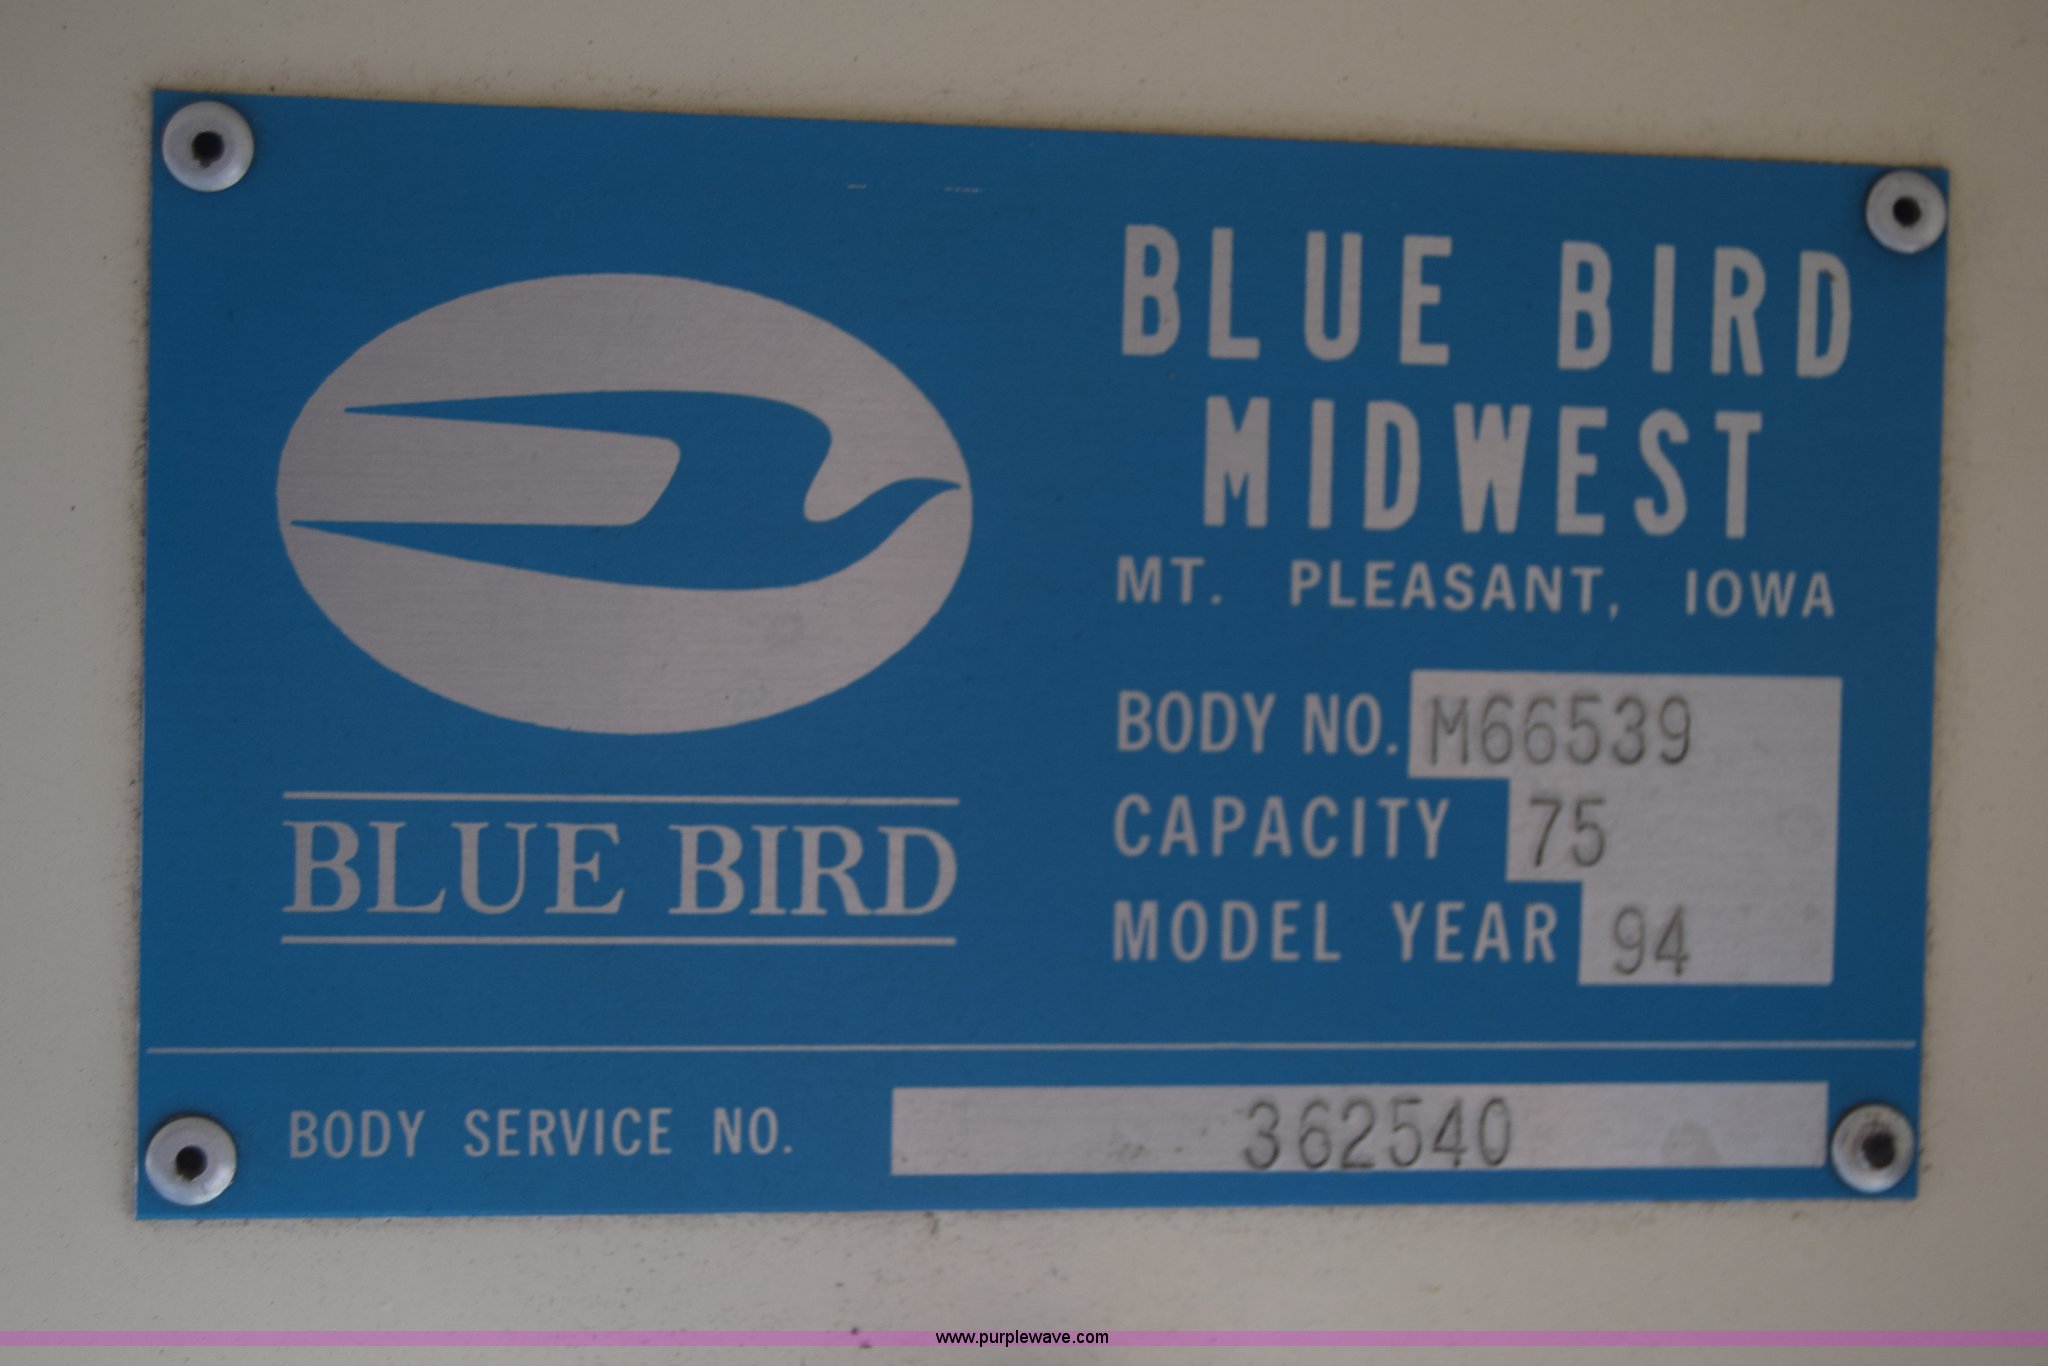 BLUE BIRD
MIDWEST
MT. PLEASANT, IOWA
BODY NO. M66539
CAPACITY 75
MODEL YEAR 94
BLUE BIRD
BODY SERVICE NO. 362540
www.purplewave.com